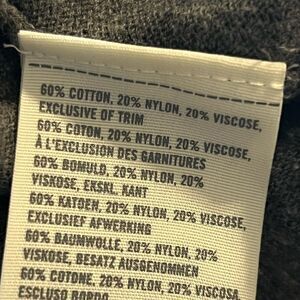 60% COTTON, 20% NYLON, 20% VISCOSE,
EXCLUSIVE OF TRIM
60% COTON, 20% NYLON, 20% VISCOSE,
À L'EXCLUSION DES GARNITURES
60% BOMULD, 20% NYLON, 20%
VISKOSE, EKSKL. KANT
60% KATOEN, 20% NYLON, 20% VISCOSE,
EXCLUSIEF AFWERKING
60% BAUMWOLLE, 20% NYLON, 20%
VISKOSE, BESATZ AUSGENOMMEN
60% COTONE, 20% NYLON, 20% VISCOSA,
ESCLUSO BORDO